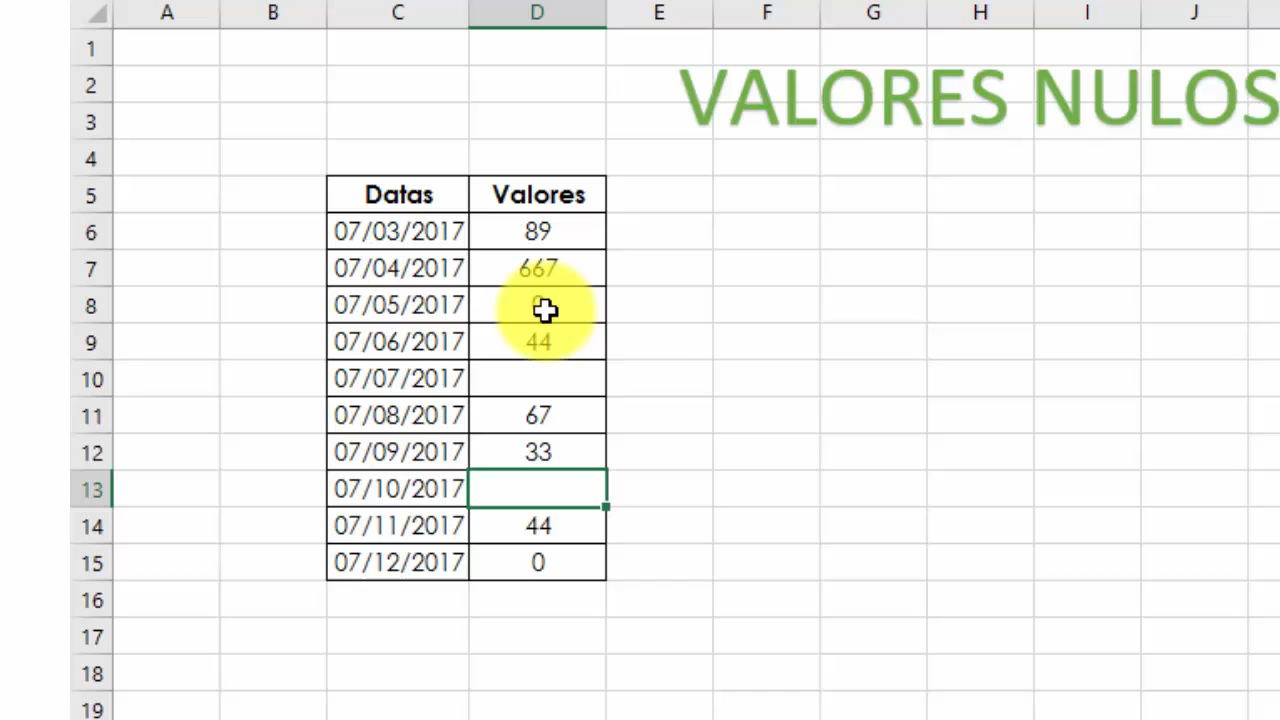 A B C D E F G H I J
1
2 VALORES NULOS
3
4
5 Datas Valores
6 07/03/2017 89
7 07/04/2017 667
8 07/05/2017
9 07/06/2017 44
10 07/07/2017
11 07/08/2017 67
12 07/09/2017 33
13 07/10/2017
14 07/11/2017 44
15 07/12/2017 0
16
17
18
19